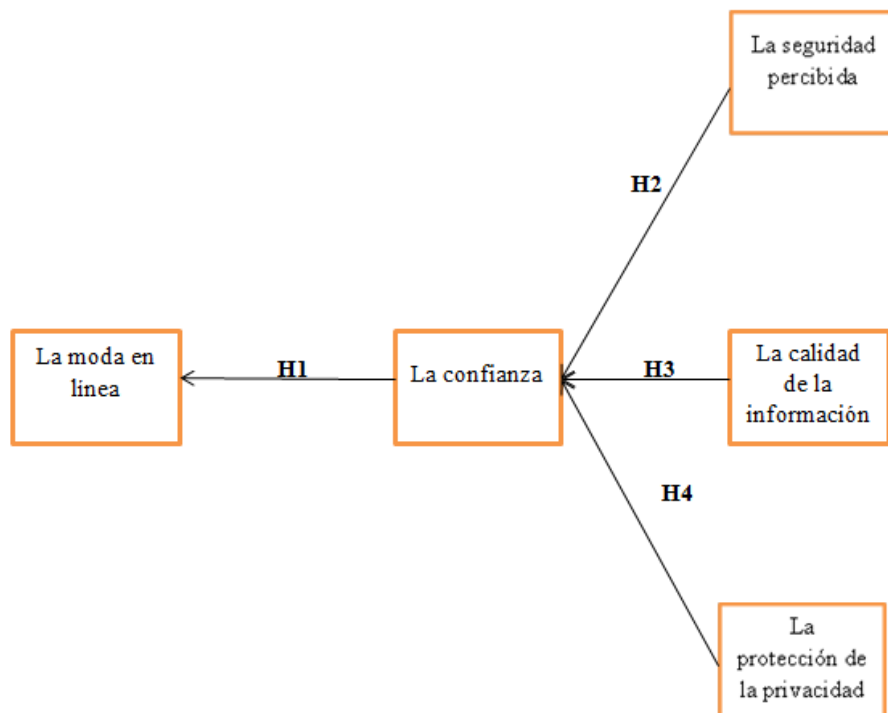 La seguridad
percibida
H2
La moda en
linea
H1
La confianza
H3
La calidad
de la
información
H4
La
protección de
la privacidad